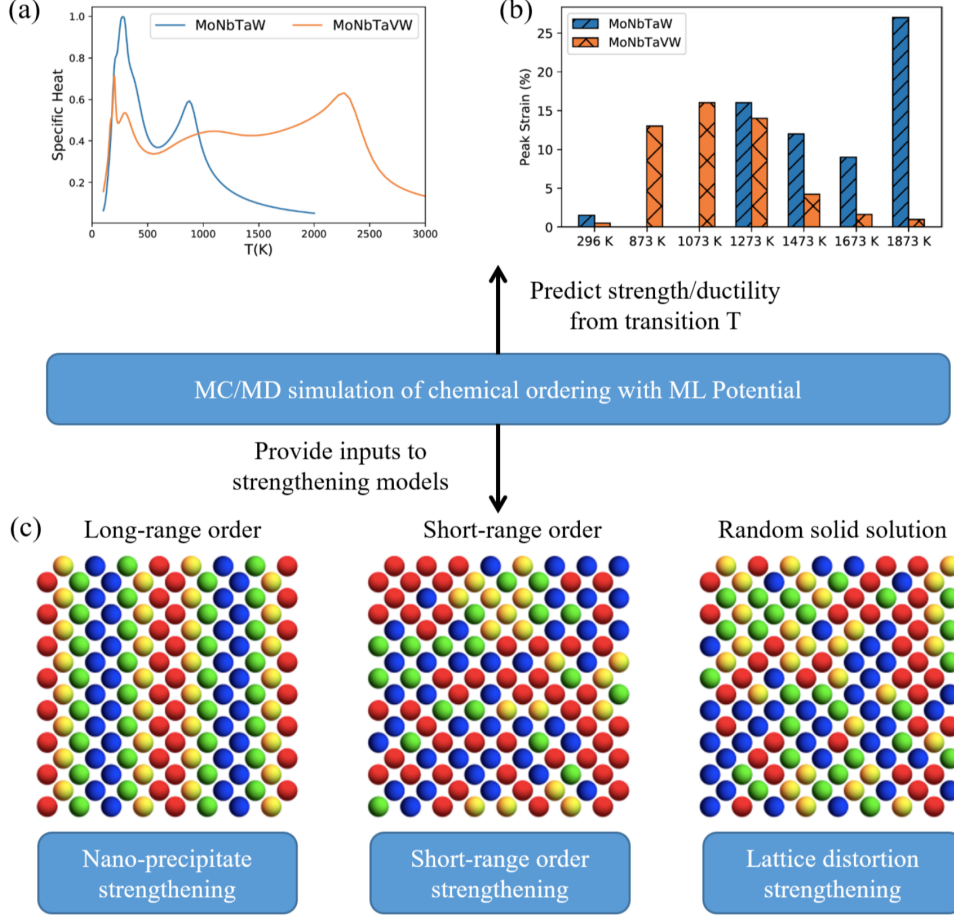 (a)
1.0
0.8
0.6
0.4
0.2
Specific Heat
MoNbTaW
MoNbTaVW
0 500 1000 1500 2000 2500 3000
T(K)
(b)
25
20
15
10
5
0
Peak Strain (%)
MoNbTaW
MoNbTaVW
296 K 873 K 1073 K 1273 K 1473 K 1673 K 1873 K
Predict strength/ductility
from transition T
MC/MD simulation of chemical ordering with ML Potential
Provide inputs to
strengthening models
(c)
Long-range order
Short-range order
Random solid solution
Nano-precipitate
strengthening
Short-range order
strengthening
Lattice distortion
strengthening